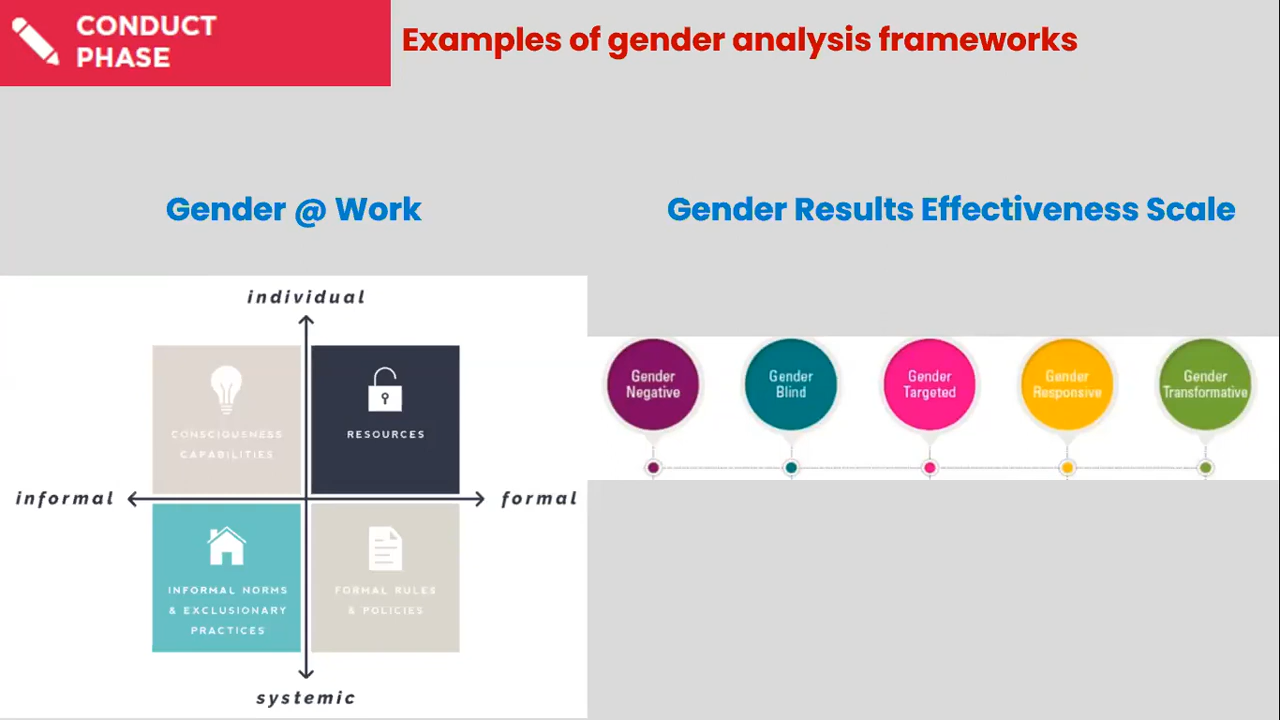 CONDUCT
PHASE
Examples of gender analysis frameworks
Gender @ Work
Gender Results Effectiveness Scale
individual
CONSCIOUSNESS
CAPABILITIES
RESOURCES
informal
formal
INFORMAL NORMS
& EXCLUSIONARY
PRACTICES
FORMAL RULES
& POLICIES
systemic
Gender
Negative
Gender
Blind
Gender
Targeted
Gender
Responsive
Gender
Transformative